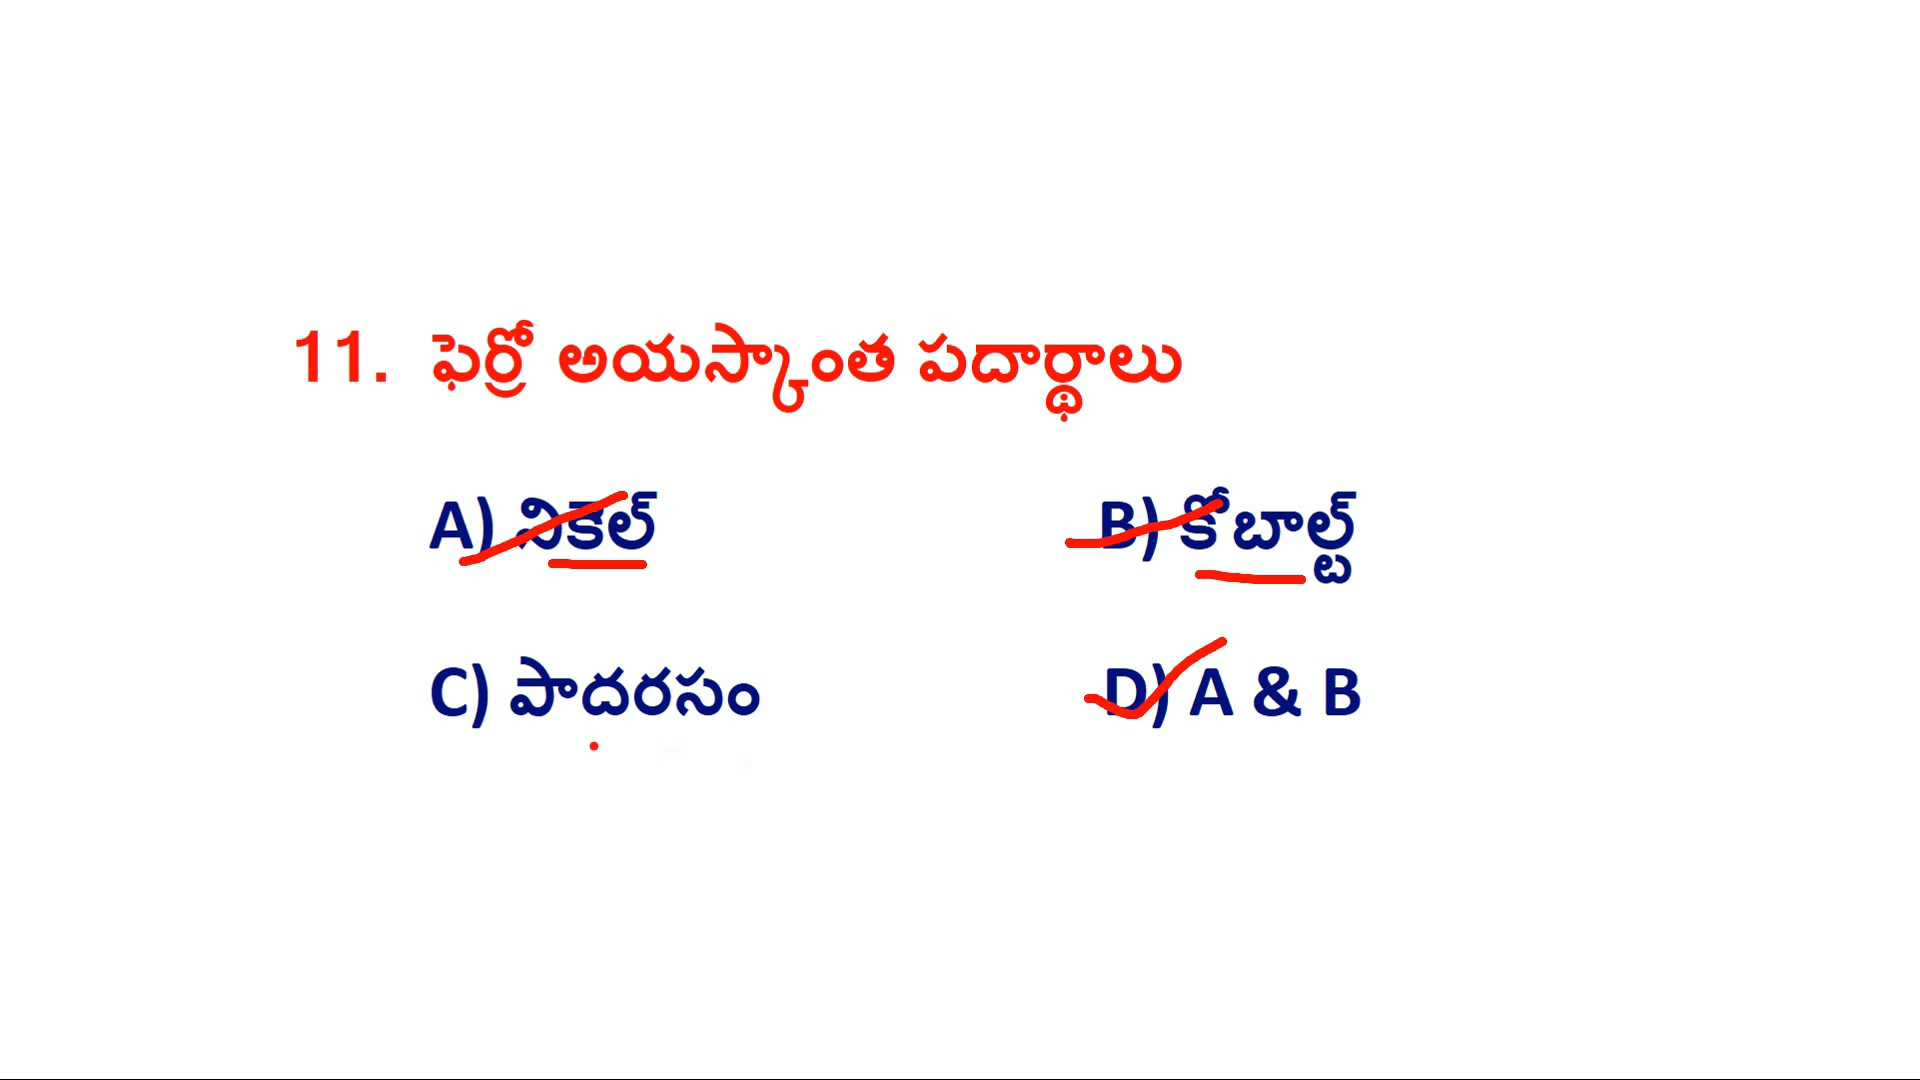 11. ఫెర్రో అయస్కాంత పదార్థాలు
A) నికెల్ B) కోబాల్ట్
C) పాదరసం D) A & B